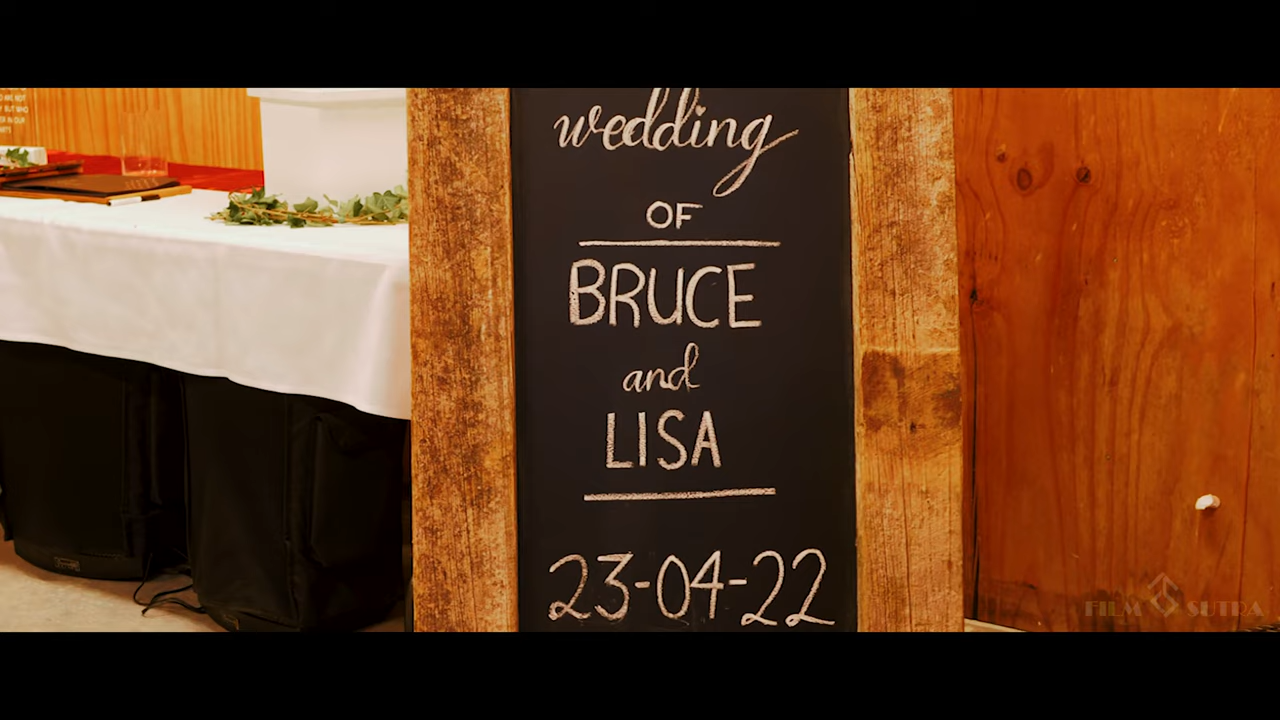 wedding
OF
BRUCE
and
LISA
23-04-22
FILM SUTRA